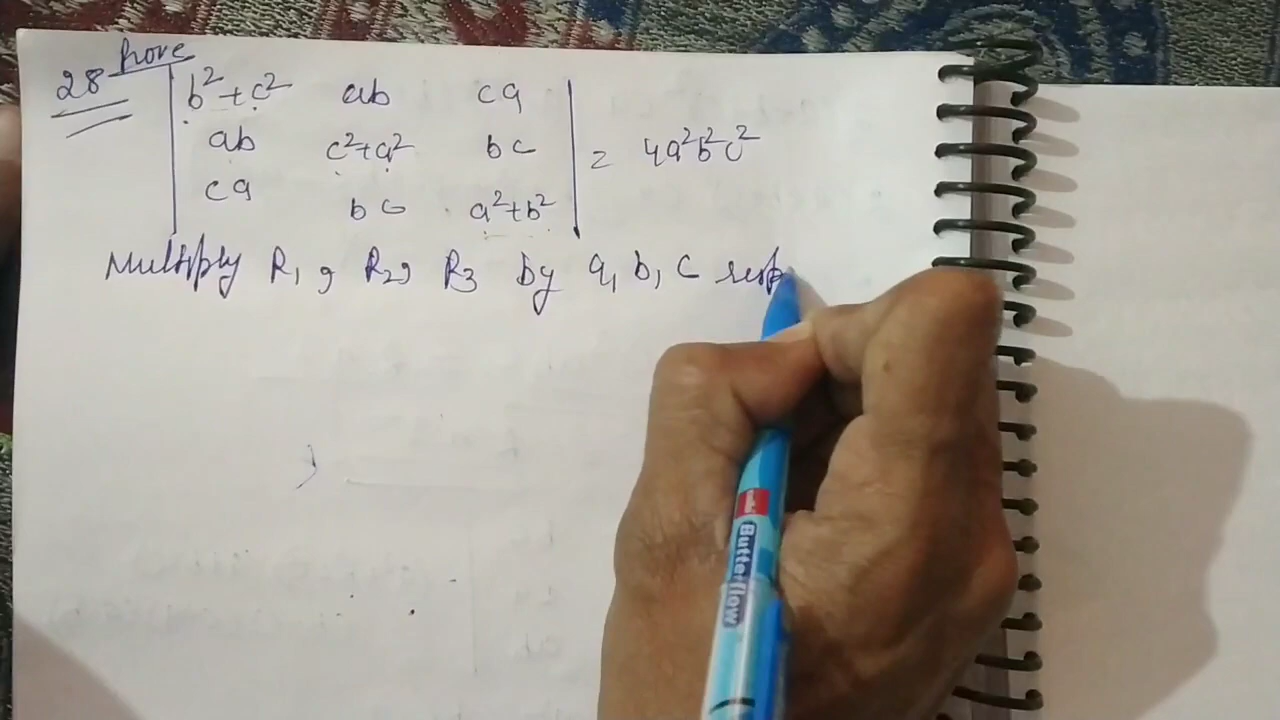 28 Prove
b²+c² ab ca
ab c²+a² bc = 4a²b²c²
ca bc a²+b²
Multiply R₁, R₂, R₃ by a, b, c resp
Butterflow